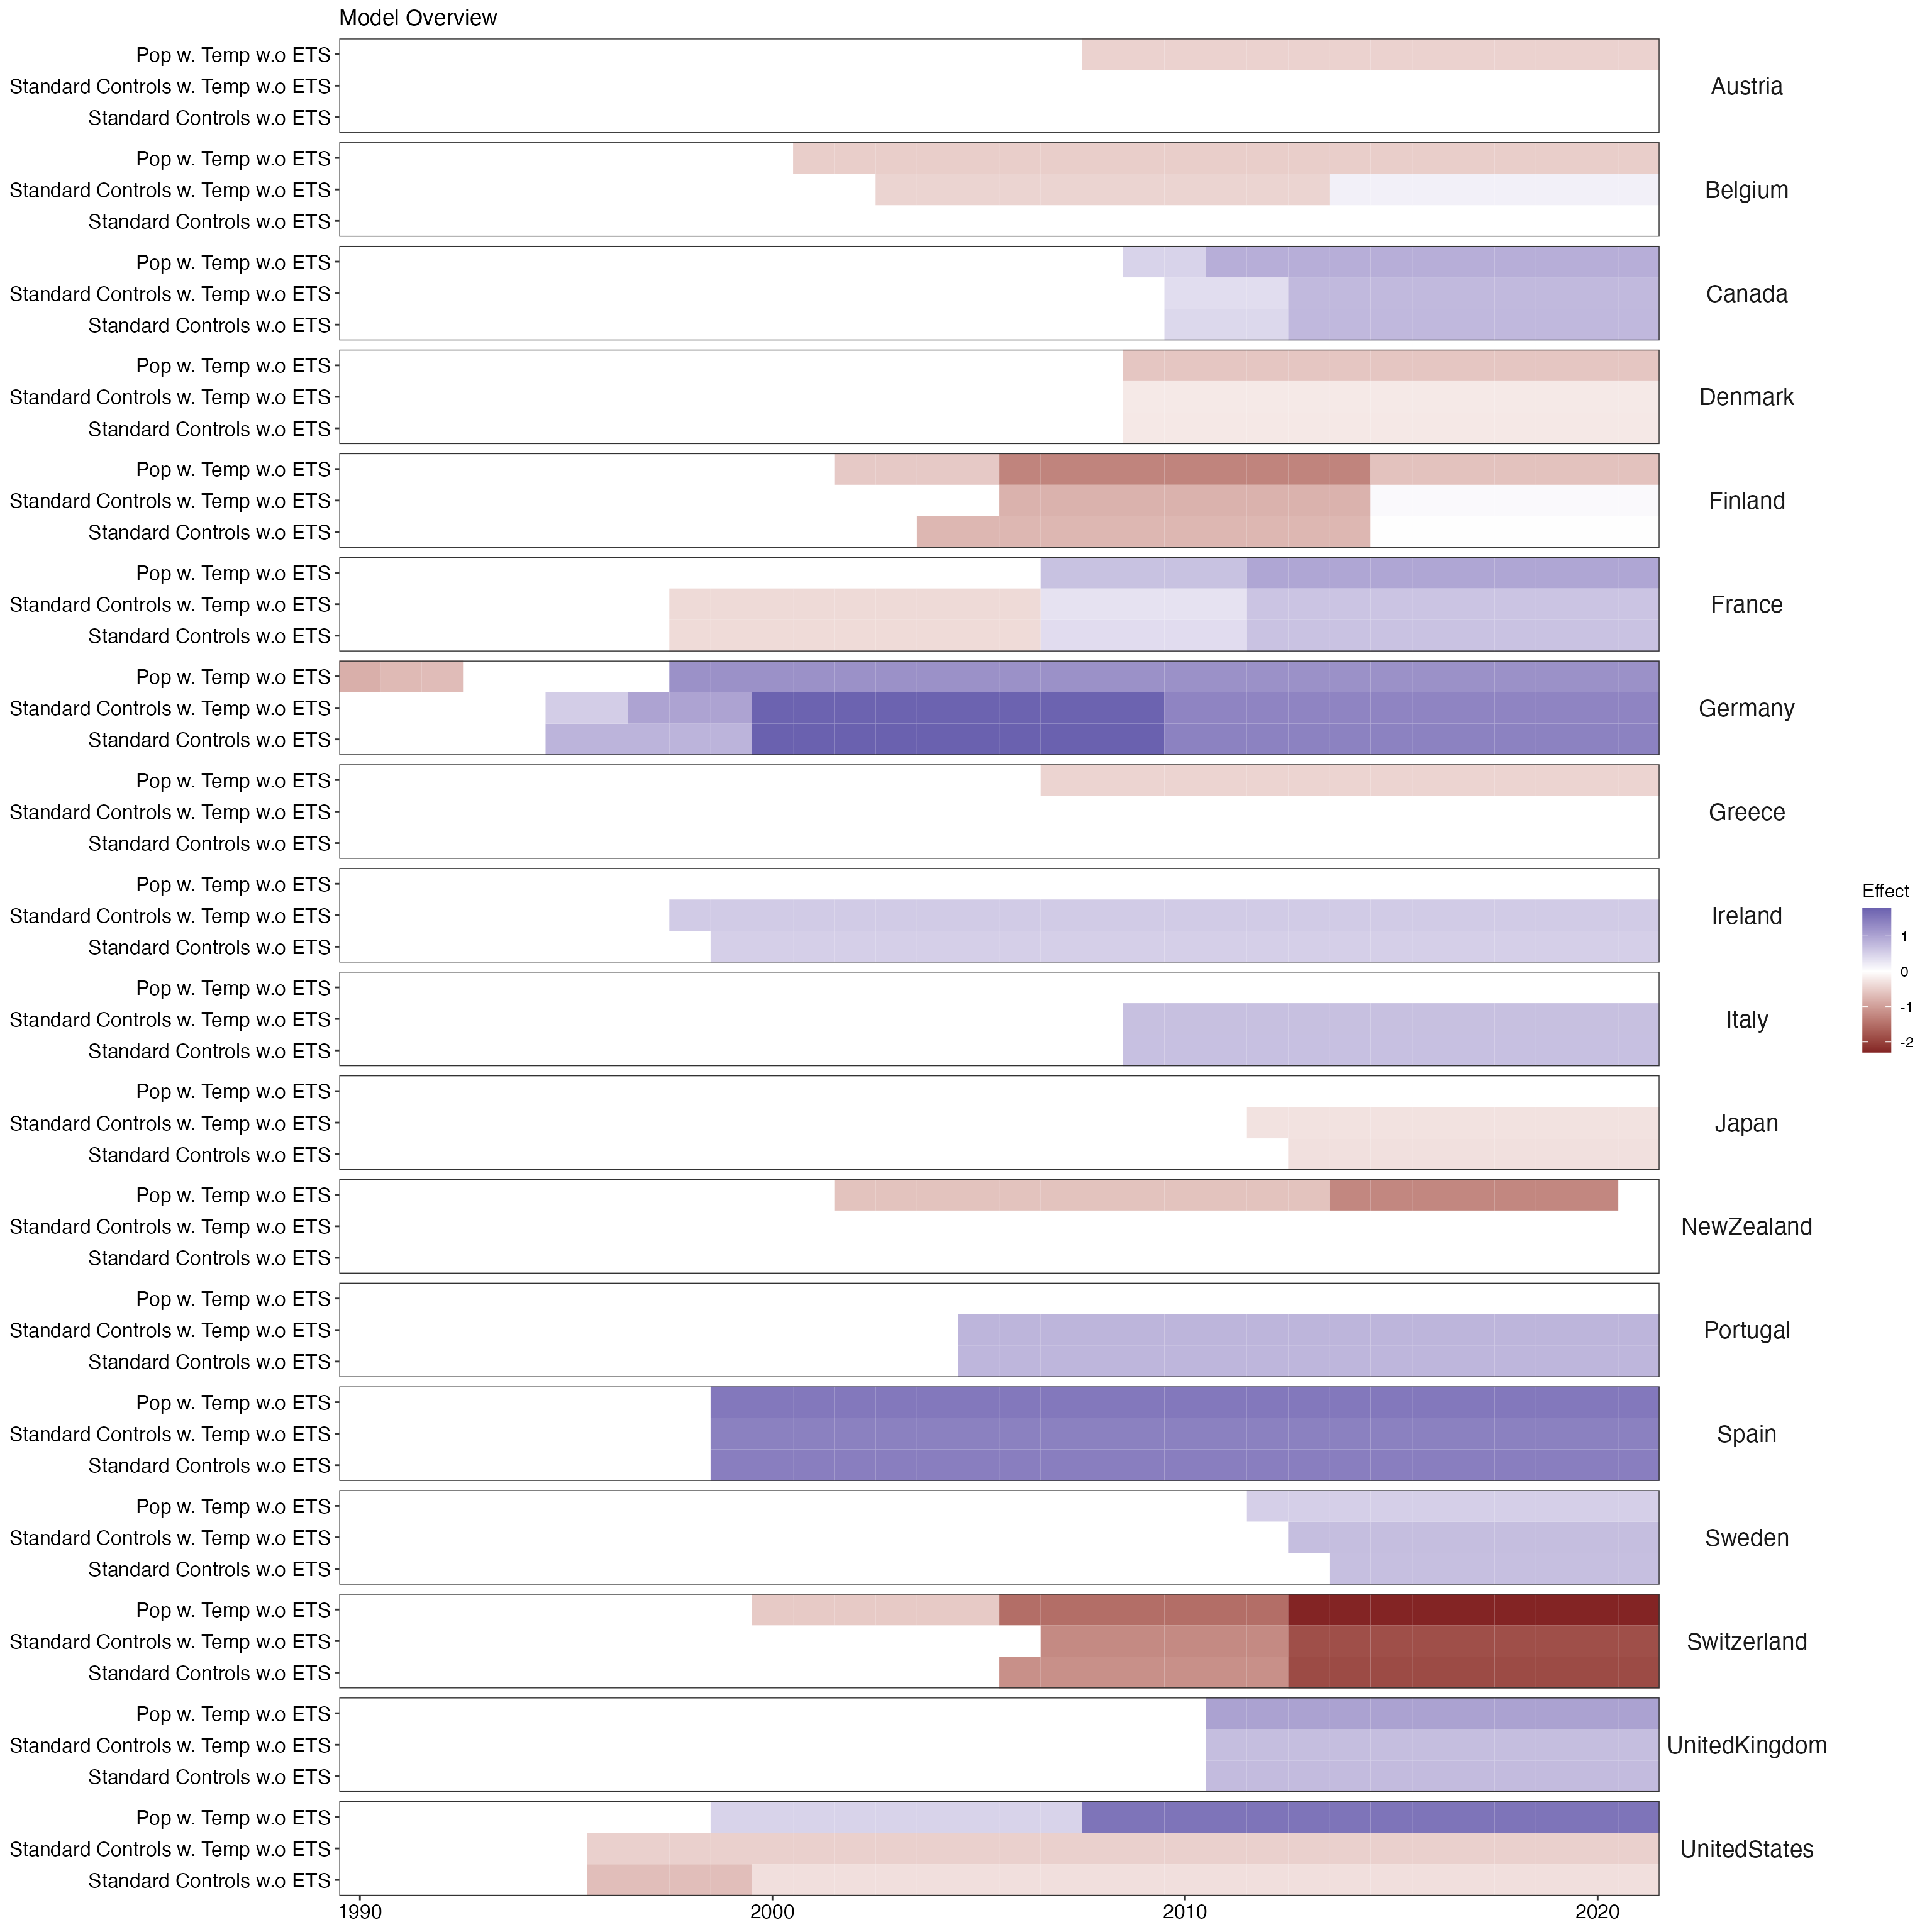 Model Overview
Pop w. Temp w.o ETS
Standard Controls w. Temp w.o ETS
Standard Controls w.o ETS
Austria
Pop w. Temp w.o ETS
Standard Controls w. Temp w.o ETS
Standard Controls w.o ETS
Belgium
Pop w. Temp w.o ETS
Standard Controls w. Temp w.o ETS
Standard Controls w.o ETS
Canada
Pop w. Temp w.o ETS
Standard Controls w. Temp w.o ETS
Standard Controls w.o ETS
Denmark
Pop w. Temp w.o ETS
Standard Controls w. Temp w.o ETS
Standard Controls w.o ETS
Finland
Pop w. Temp w.o ETS
Standard Controls w. Temp w.o ETS
Standard Controls w.o ETS
France
Pop w. Temp w.o ETS
Standard Controls w. Temp w.o ETS
Standard Controls w.o ETS
Germany
Pop w. Temp w.o ETS
Standard Controls w. Temp w.o ETS
Standard Controls w.o ETS
Greece
Pop w. Temp w.o ETS
Standard Controls w. Temp w.o ETS
Standard Controls w.o ETS
Ireland
Pop w. Temp w.o ETS
Standard Controls w. Temp w.o ETS
Standard Controls w.o ETS
Italy
Pop w. Temp w.o ETS
Standard Controls w. Temp w.o ETS
Standard Controls w.o ETS
Japan
Pop w. Temp w.o ETS
Standard Controls w. Temp w.o ETS
Standard Controls w.o ETS
NewZealand
Pop w. Temp w.o ETS
Standard Controls w. Temp w.o ETS
Standard Controls w.o ETS
Portugal
Pop w. Temp w.o ETS
Standard Controls w. Temp w.o ETS
Standard Controls w.o ETS
Spain
Pop w. Temp w.o ETS
Standard Controls w. Temp w.o ETS
Standard Controls w.o ETS
Sweden
Pop w. Temp w.o ETS
Standard Controls w. Temp w.o ETS
Standard Controls w.o ETS
Switzerland
Pop w. Temp w.o ETS
Standard Controls w. Temp w.o ETS
Standard Controls w.o ETS
UnitedKingdom
Pop w. Temp w.o ETS
Standard Controls w. Temp w.o ETS
Standard Controls w.o ETS
UnitedStates
1990 2000 2010 2020
Effect
1
0
-1
-2